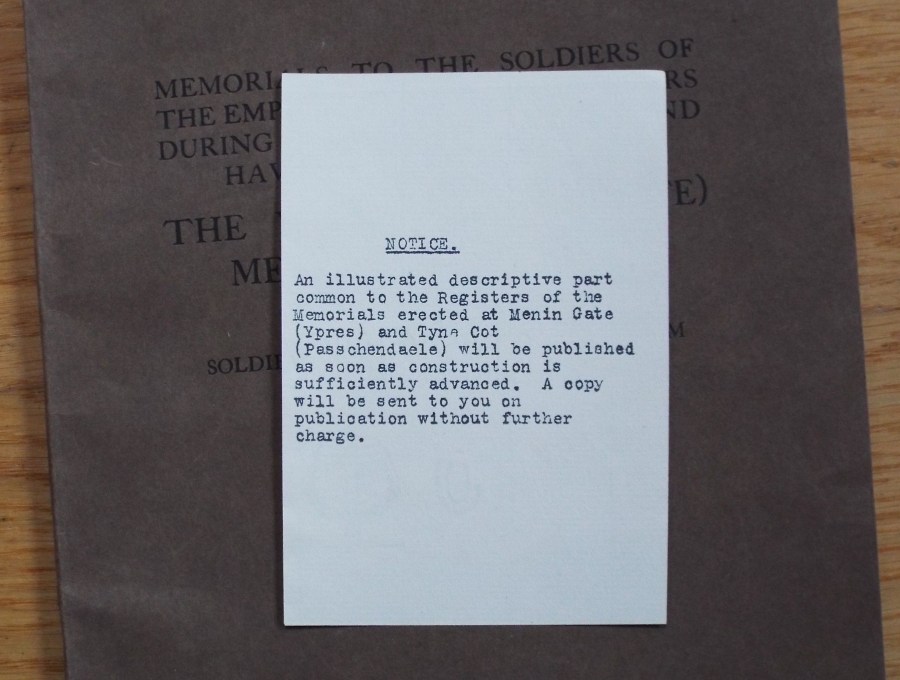 MEMORIALS TO THE SOLDIERS OF
THE EMP RS
DURING ND
HAV
THE TE)
ME
SOLDIE M
NOTICE.
An illustrated descriptive part
common to the Registers of the
Memorials erected at Menin Gate
(Ypres) and Tyne Cot
(Passchendaele) will be published
as soon as construction is
sufficiently advanced. A copy
will be sent to you on
publication without further
charge.